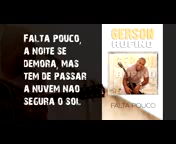 Falta pouco,
a noite se
demora, mas
tem de passar
a nuvem não
segura o sol.
GERSON
RUFINO
FALTA POUCO